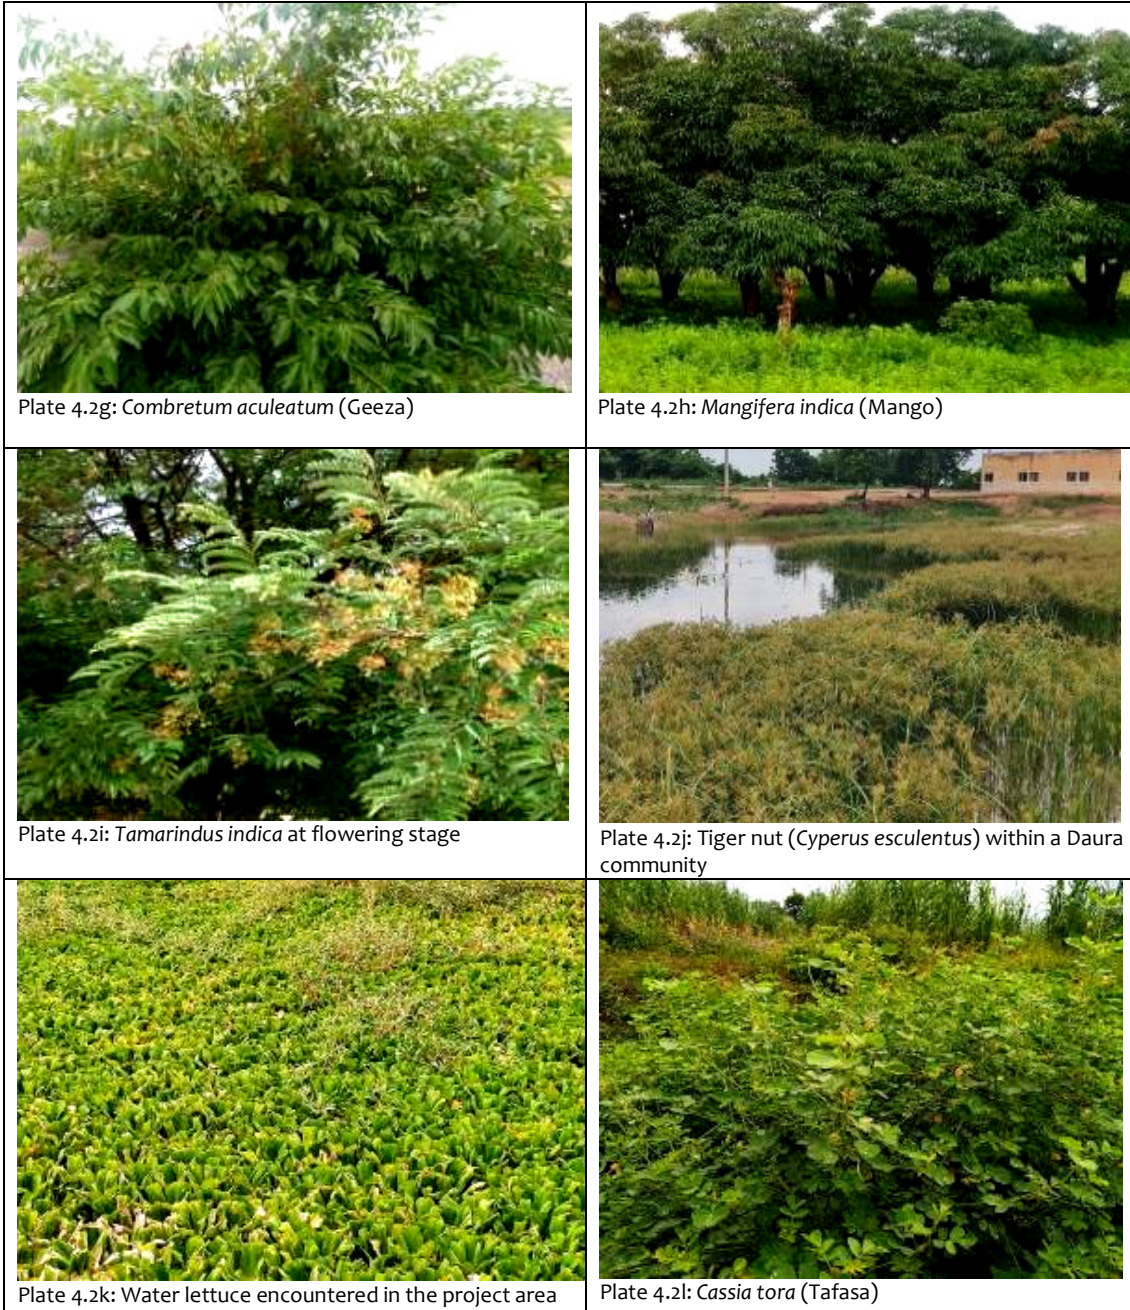 Plate 4.2g: Combretum aculeatum (Geeza)
Plate 4.2h: Mangifera indica (Mango)
Plate 4.2i: Tamarindus indica at flowering stage
Plate 4.2j: Tiger nut (Cyperus esculentus) within a Daura
community
Plate 4.2k: Water lettuce encountered in the project area
Plate 4.2l: Cassia tora (Tafasa)